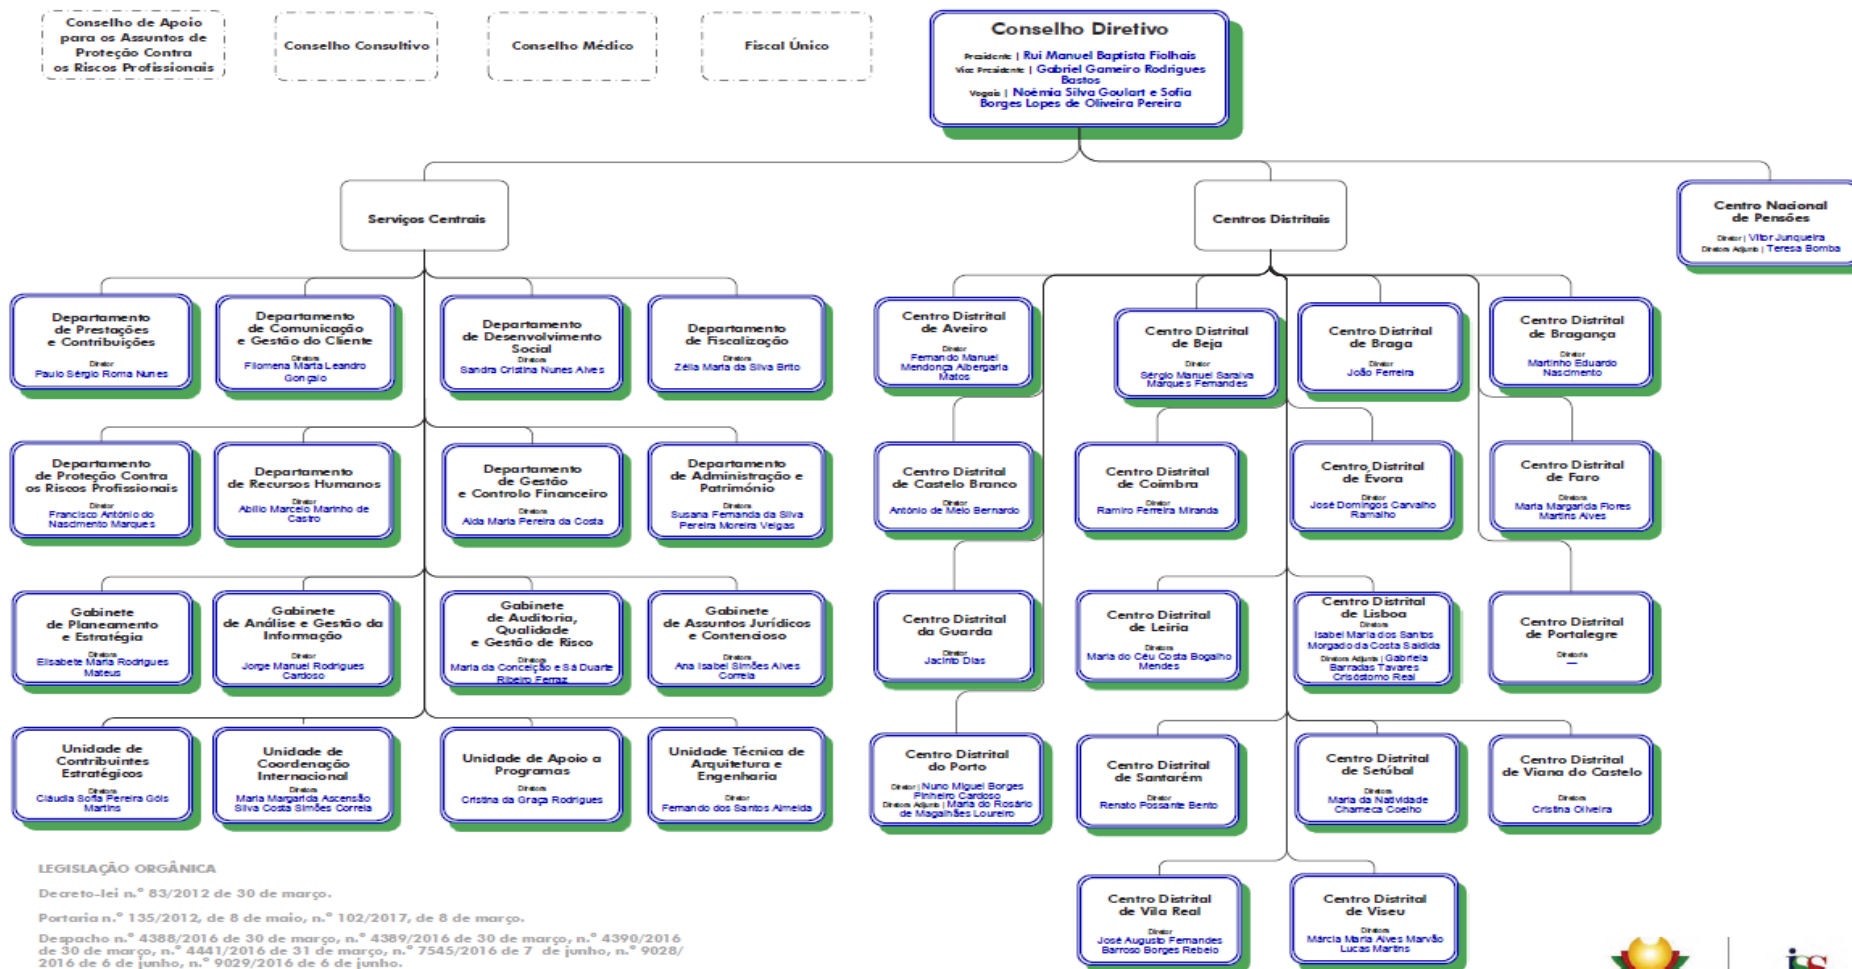 Conselho de Apoio
para os Assuntos de
Proteção Contra
os Riscos Profissionais
Conselho Consultivo
Conselho Médico
Fiscal Único
Conselho Diretivo
Presidente | Rui Manuel Baptista Fiolhais
Vice Presidente | Gabriel Gameiro Rodrigues
Bastos
Vogais | Noémia Silva Goulart e Sofia
Borges Lopes de Oliveira Pereira
Serviços Centrais
Centros Distritais
Centro Nacional
de Pensões
Diretor | Vítor Junqueira
Diretora Adjunta | Teresa Bomba
Departamento
de Prestações
e Contribuições
Diretor
Paulo Sérgio Roma Nunes
Departamento
de Comunicação
e Gestão do Cliente
Diretora
Filomena Marta Leandro
Gonçalo
Departamento
de Desenvolvimento
Social
Diretora
Sandra Cristina Nunes Alves
Departamento
de Fiscalização
Diretora
Zélia Maria da Silva Brito
Centro Distrital
de Aveiro
Diretor
Fernando Manuel
Mendonça Albergaria
Matos
Centro Distrital
de Beja
Diretor
Sérgio Manuel Saraiva
Marques Fernandes
Centro Distrital
de Braga
Diretor
João Ferreira
Centro Distrital
de Bragança
Diretor
Martinho Eduardo
Nascimento
Departamento
de Proteção Contra
os Riscos Profissionais
Diretor
Francisco António do
Nascimento Marques
Departamento
de Recursos Humanos
Diretor
Abílio Marcelo Marinho de
Castro
Departamento
de Gestão
e Controlo Financeiro
Diretora
Aida Maria Pereira da Costa
Departamento
de Administração e
Património
Diretora
Susana Fernanda da Silva
Pereira Moreira Veigas
Centro Distrital
de Castelo Branco
Diretor
António de Melo Bernardo
Centro Distrital
de Coimbra
Diretor
Ramiro Ferreira Miranda
Centro Distrital
de Évora
Diretor
José Domingos Carvalho
Ramalho
Centro Distrital
de Faro
Diretora
Maria Margarida Flores
Martins Alves
Gabinete
de Planeamento
e Estratégia
Diretora
Elisabete Maria Rodrigues
Mateus
Gabinete
de Análise e Gestão da
Informação
Diretor
Jorge Manuel Rodrigues
Cardoso
Gabinete
de Auditoria,
Qualidade
e Gestão de Risco
Diretora
Maria da Conceição e Sá Duarte
Ribeiro Ferraz
Gabinete
de Assuntos Jurídicos
e Contencioso
Diretora
Ana Isabel Simões Alves
Correia
Centro Distrital
da Guarda
Diretor
Jacinto Dias
Centro Distrital
de Leiria
Diretora
Maria do Céu Costa Bogalho
Mendes
Centro Distrital
de Lisboa
Diretora
Isabel Maria dos Santos
Morgado da Costa Saldida
Diretora Adjunta | Gabriela
Barradas Tavares
Crisóstomo Real
Centro Distrital
de Portalegre
Diretor/a
—
Unidade de
Contribuintes
Estratégicos
Diretora
Cláudia Sofia Pereira Góis
Martins
Unidade de
Coordenação
Internacional
Diretora
Maria Margarida Ascensão
Silva Costa Simões Correia
Unidade de Apoio a
Programas
Diretora
Cristina da Graça Rodrigues
Unidade Técnica de
Arquitetura e
Engenharia
Diretor
Fernando dos Santos Almeida
Centro Distrital
do Porto
Diretor | Nuno Miguel Borges
Pinheiro Cardoso
Diretora Adjunta | Maria do Rosário
de Magalhães Loureiro
Centro Distrital
de Santarém
Diretor
Renato Possante Bento
Centro Distrital
de Setúbal
Diretora
Maria da Natividade
Charneca Coelho
Centro Distrital
de Viana do Castelo
Diretora
Cristina Oliveira
Centro Distrital
de Vila Real
Diretor
José Augusto Fernandes
Barroso Borges Rebelo
Centro Distrital
de Viseu
Diretora
Márcia Maria Alves Marvão
Lucas Martins
LEGISLAÇÃO ORGÂNICA
Decreto-lei n.º 83/2012 de 30 de março.
Portaria n.º 135/2012, de 8 de maio, n.º 102/2017, de 8 de março.
Despacho n.º 4388/2016 de 30 de março, n.º 4389/2016 30 de março, n.º 4390/2016
de 30 de março, n.º 4441/2016 de 31 de março, n.º 7545/2016 de 7 de junho, n.º 9028/
2016 de 6 de junho, n.º 9029/2016 de 6 de junho.
iss